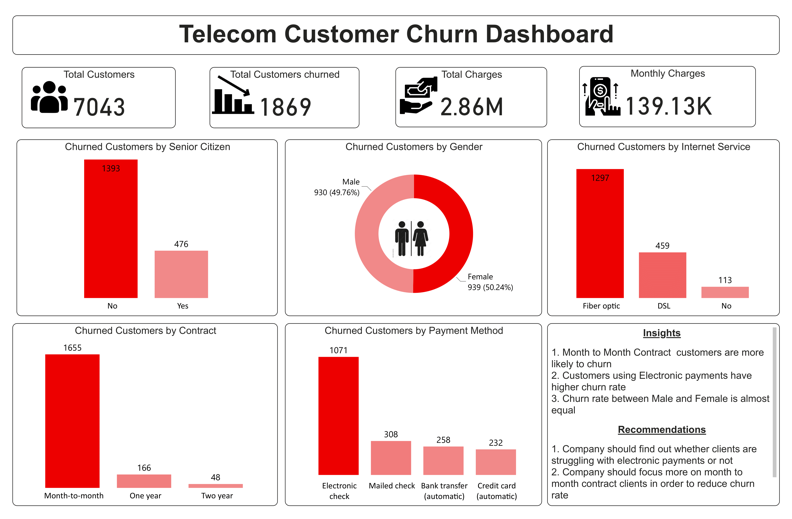 Telecom Customer Churn Dashboard
Total Customers
7043
Total Customers churned
1869
Total Charges
2.86M
Monthly Charges
139.13K
Churned Customers by Senior Citizen
1393
476
No
Yes
Churned Customers by Gender
Male
930 (49.76%)
Female
939 (50.24%)
Churned Customers by Internet Service
1297
459
113
Fiber optic
DSL
No
Churned Customers by Contract
1655
166
48
Month-to-month
One year
Two year
Churned Customers by Payment Method
1071
308
258
232
Electronic
check
Mailed check
Bank transfer
(automatic)
Credit card
(automatic)
Insights
1. Month to Month Contract customers are more
likely to churn
2. Customers using Electronic payments have
higher churn rate
3. Churn rate between Male and Female is almost
equal
Recommendations
1. Company should find out whether clients are
struggling with electronic payments or not
2. Company should focus more on month to
month contract clients in order to reduce churn
rate